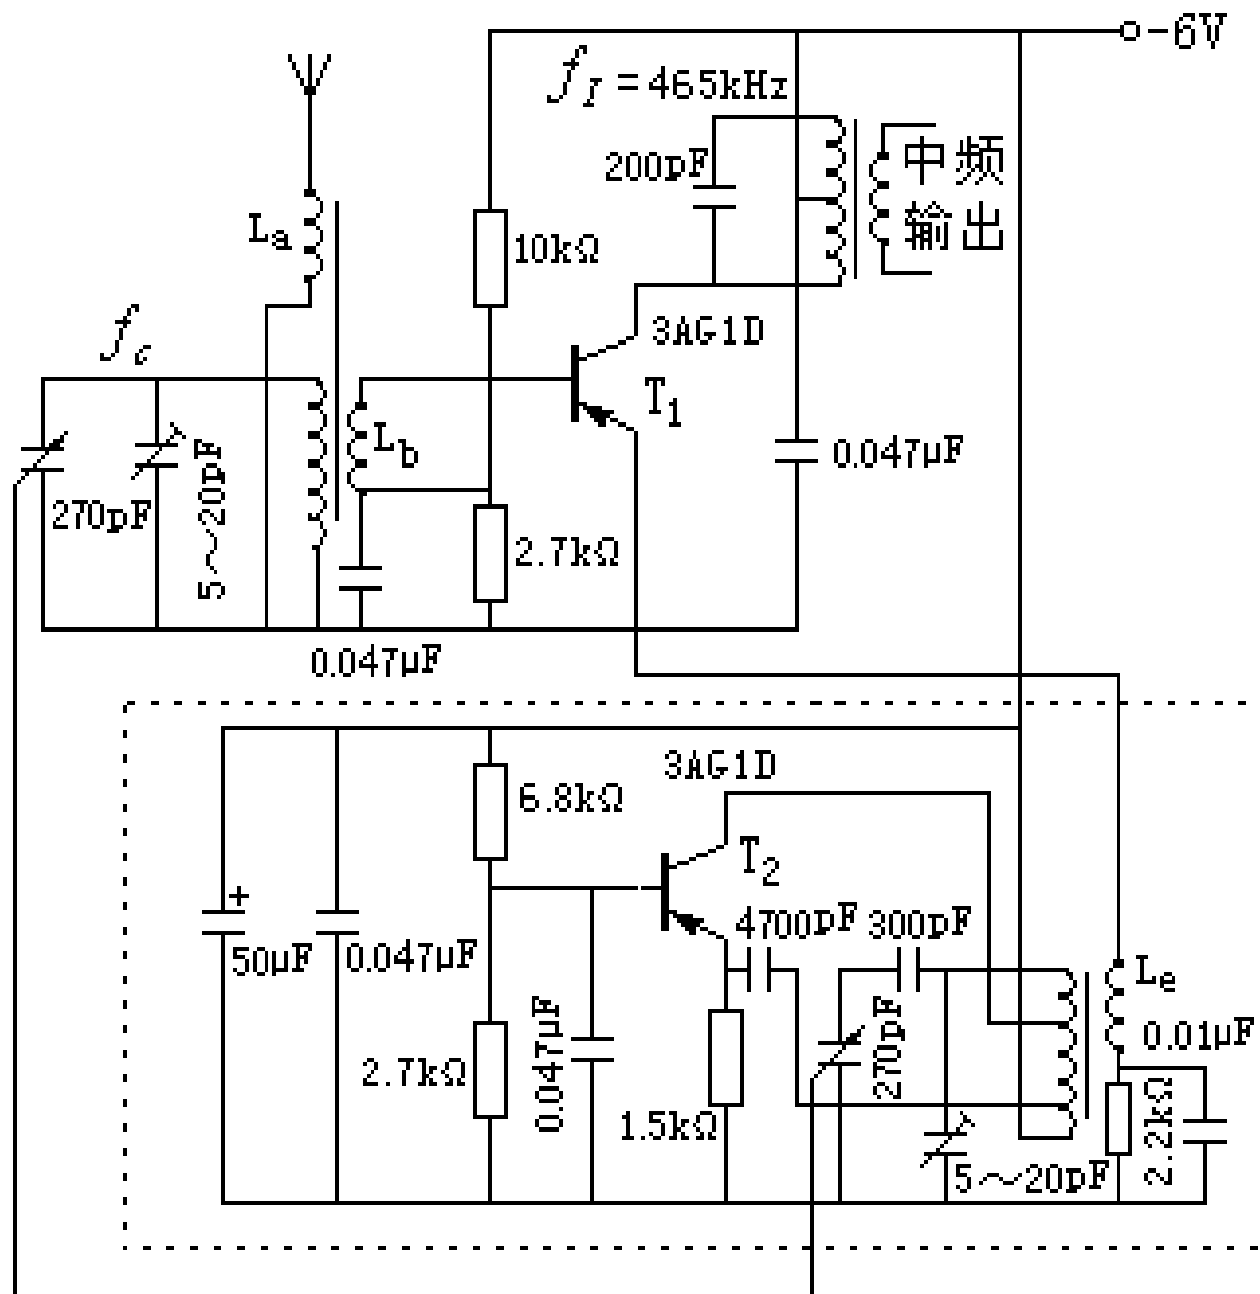 -6V
f_I = 465kHz
200pF
中频
输出
L_a
10kΩ
3AG1D
f_c
T_1
L_b
0.047μF
270pF
5～20pF
2.7kΩ
0.047μF
3AG1D
6.8kΩ
T_2
+
4700pF
300pF
50μF
0.047μF
L_e
0.01μF
0.047μF
270pF
2.7kΩ
1.5kΩ
2.2kΩ
5～20pF